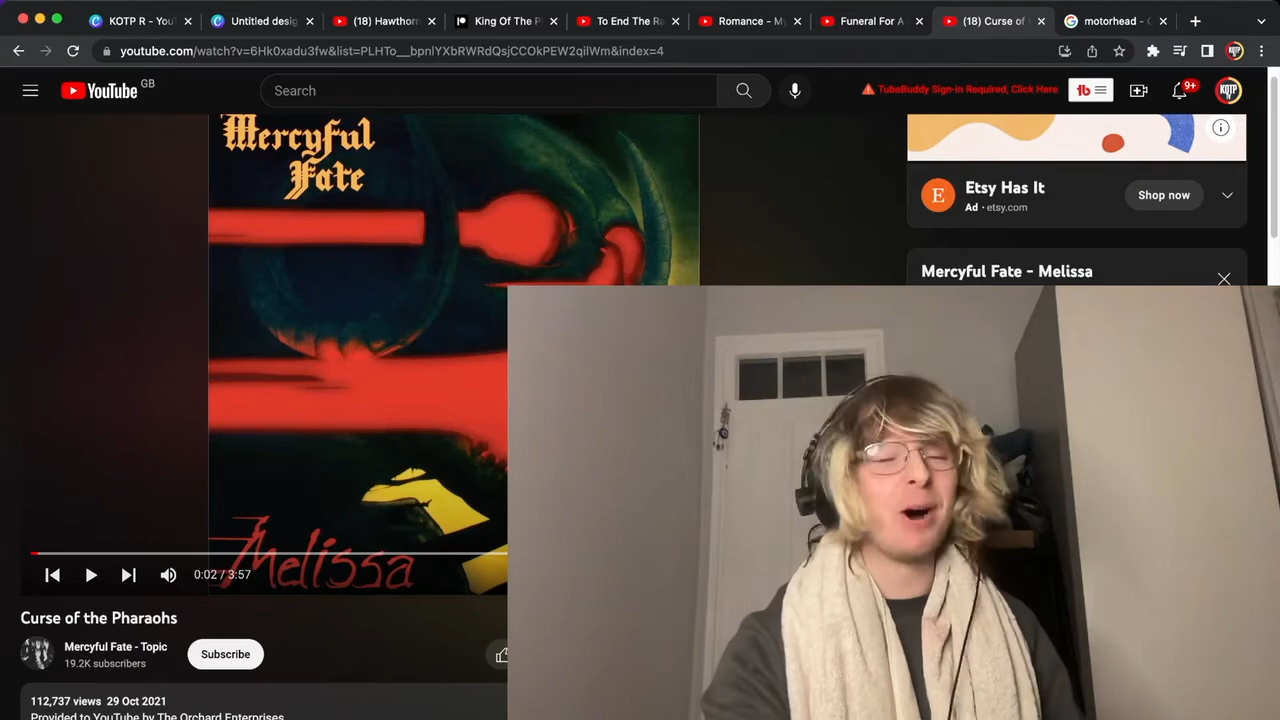 KOTP R - You
Untitled desig
(18) Hawthorn
King Of The P
To End The Ra
Romance - My
Funeral For A
(18) Curse of
motorhead - G
youtube.com/watch?v=6Hk0xadu3fw&list=PLHTo__bpnlYXbRWRdQsjCCOkPEW2qilWm&index=4
YouTube GB
Search
TubeBuddy Sign-in Required, Click Here
tb
9+
Mercyful
Fate
Melissa
E
Etsy Has It
Ad · etsy.com
Shop now
Mercyful Fate - Melissa
0:02 / 3:57
Curse of the Pharaohs
Mercyful Fate - Topic
19.2K subscribers
Subscribe
112,737 views 29 Oct 2021
Provided to YouTube by The Orchard Enterprises